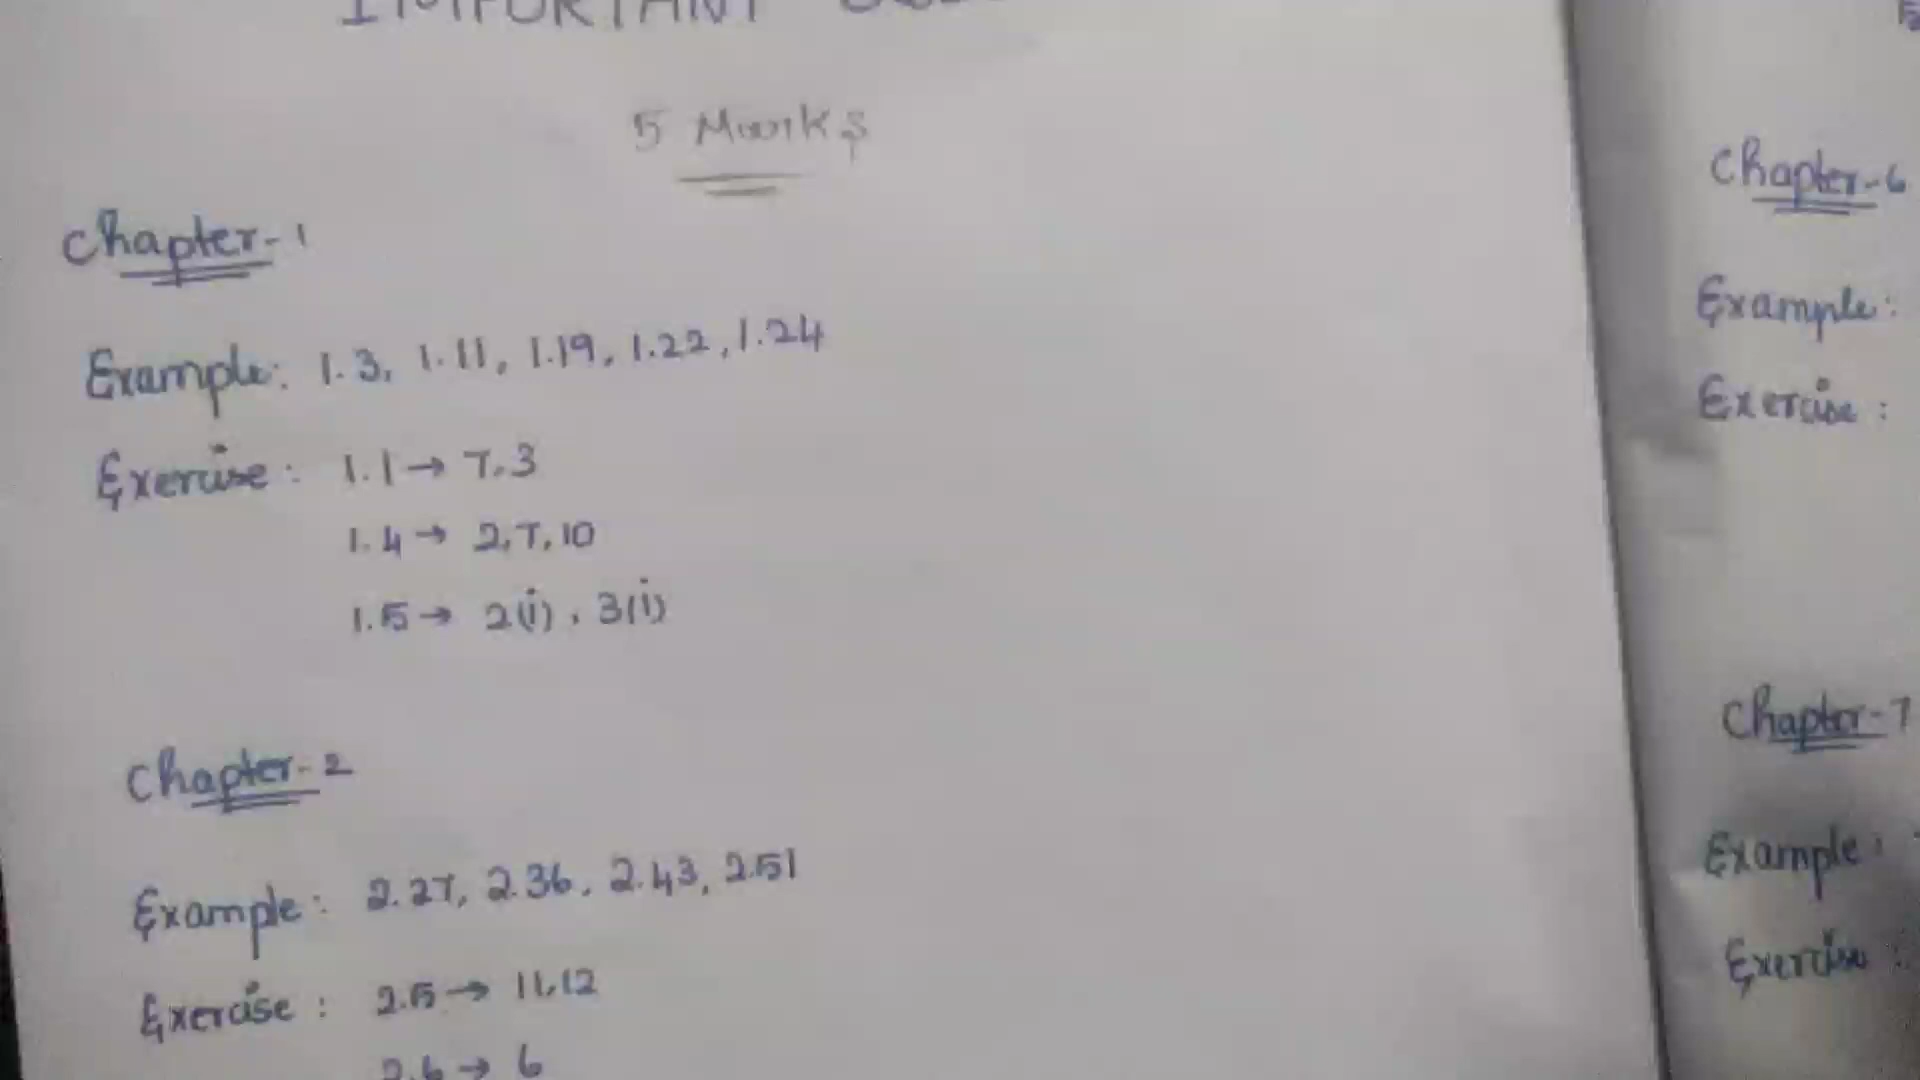 IMPORTANT
5 Marks
Chapter-1
Example: 1.3, 1.11, 1.19, 1.22, 1.24
Exercise: 1.1→ 7,3
1.4→ 2,7,10
1.5→ 2(i), 3(i)
Chapter-2
Example: 2.27, 2.36, 2.43, 2.51
Exercise: 2.5→ 11,12
2.6→ 6
Chapter-6
Example:
Exercise:
Chapter-7
Example:
Exercise: